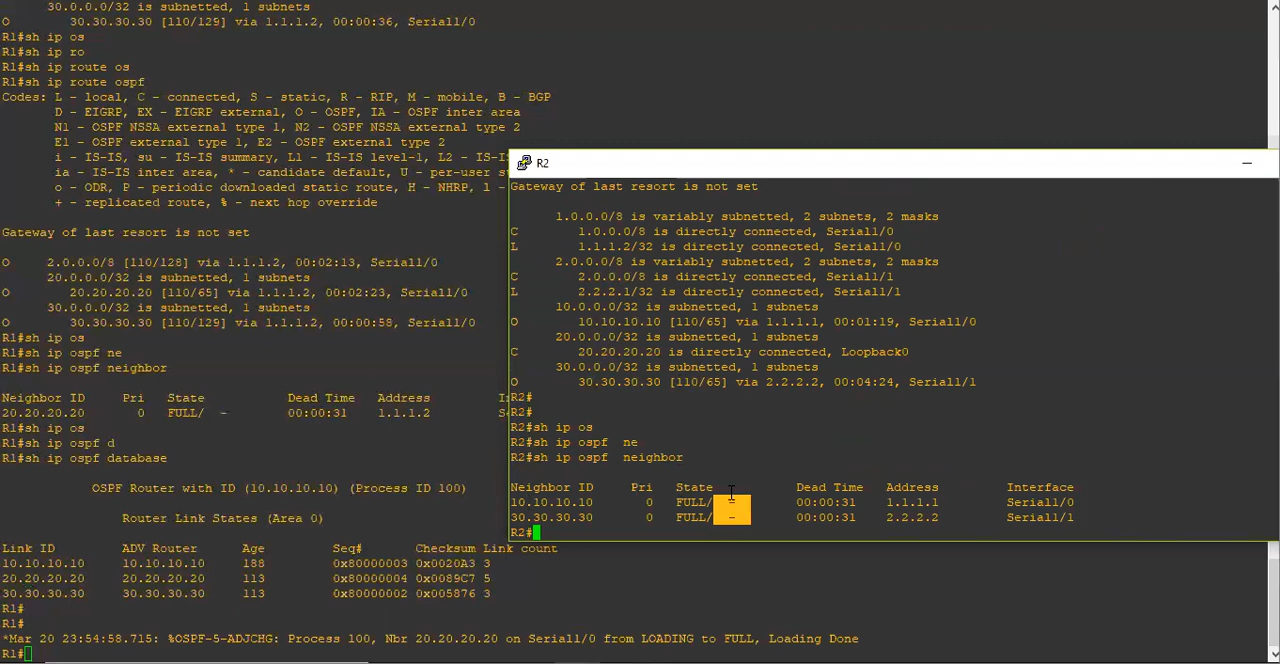 30.0.0.0/32 is subnetted, 1 subnets
O 30.30.30.30 [110/129] via 1.1.1.2, 00:00:36, Serial1/0
R1#sh ip os
R1#sh ip ro
R1#sh ip route os
R1#sh ip route ospf
Codes: L - local, C - connected, S - static, R - RIP, M - mobile, B - BGP
D - EIGRP, EX - EIGRP external, O - OSPF, IA - OSPF inter area
N1 - OSPF NSSA external type 1, N2 - OSPF NSSA external type 2
E1 - OSPF external type 1, E2 - OSPF external type 2
i - IS-IS, su - IS-IS summary, L1 - IS-IS level-1, L2 - IS-IS
ia - IS-IS inter area, * - candidate default, U - per-user
o - ODR, P - periodic downloaded static route, H - NHRP, l -
+ - replicated route, % - next hop override
Gateway of last resort is not set
O 2.0.0.0/8 [110/128] via 1.1.1.2, 00:02:13, Serial1/0
20.0.0.0/32 is subnetted, 1 subnets
O 20.20.20.20 [110/65] via 1.1.1.2, 00:02:23, Serial1/0
30.0.0.0/32 is subnetted, 1 subnets
O 30.30.30.30 [110/129] via 1.1.1.2, 00:00:58, Serial1/0
R1#sh ip os
R1#sh ip ospf ne
R1#sh ip ospf neighbor
Neighbor ID Pri State Dead Time Address
20.20.20.20 0 FULL/ - 00:00:31 1.1.1.2
R1#sh ip os
R1#sh ip ospf d
R1#sh ip ospf database
OSPF Router with ID (10.10.10.10) (Process ID 100)
Router Link States (Area 0)
Link ID ADV Router Age Seq# Checksum Link count
10.10.10.10 10.10.10.10 188 0x80000003 0x0020A3 3
20.20.20.20 20.20.20.20 113 0x80000004 0x0089C7 5
30.30.30.30 30.30.30.30 113 0x80000002 0x005876 3
R1#
R1#
*Mar 20 23:54:58.715: %OSPF-5-ADJCHG: Process 100, Nbr 20.20.20.20 on Serial1/0 from LOADING to FULL, Loading Done
R1#
R2
Gateway of last resort is not set
1.0.0.0/8 is variably subnetted, 2 subnets, 2 masks
C 1.0.0.0/8 is directly connected, Serial1/0
L 1.1.1.2/32 is directly connected, Serial1/0
2.0.0.0/8 is variably subnetted, 2 subnets, 2 masks
C 2.0.0.0/8 is directly connected, Serial1/1
L 2.2.2.1/32 is directly connected, Serial1/1
10.0.0.0/32 is subnetted, 1 subnets
O 10.10.10.10 [110/65] via 1.1.1.1, 00:01:19, Serial1/0
20.0.0.0/32 is subnetted, 1 subnets
C 20.20.20.20 is directly connected, Loopback0
30.0.0.0/32 is subnetted, 1 subnets
O 30.30.30.30 [110/65] via 2.2.2.2, 00:04:24, Serial1/1
R2#
R2#
R2#sh ip os
R2#sh ip ospf ne
R2#sh ip ospf neighbor
Neighbor ID Pri State Dead Time Address Interface
10.10.10.10 0 FULL/ - 00:00:31 1.1.1.1 Serial1/0
30.30.30.30 0 FULL/ - 00:00:31 2.2.2.2 Serial1/1
R2#